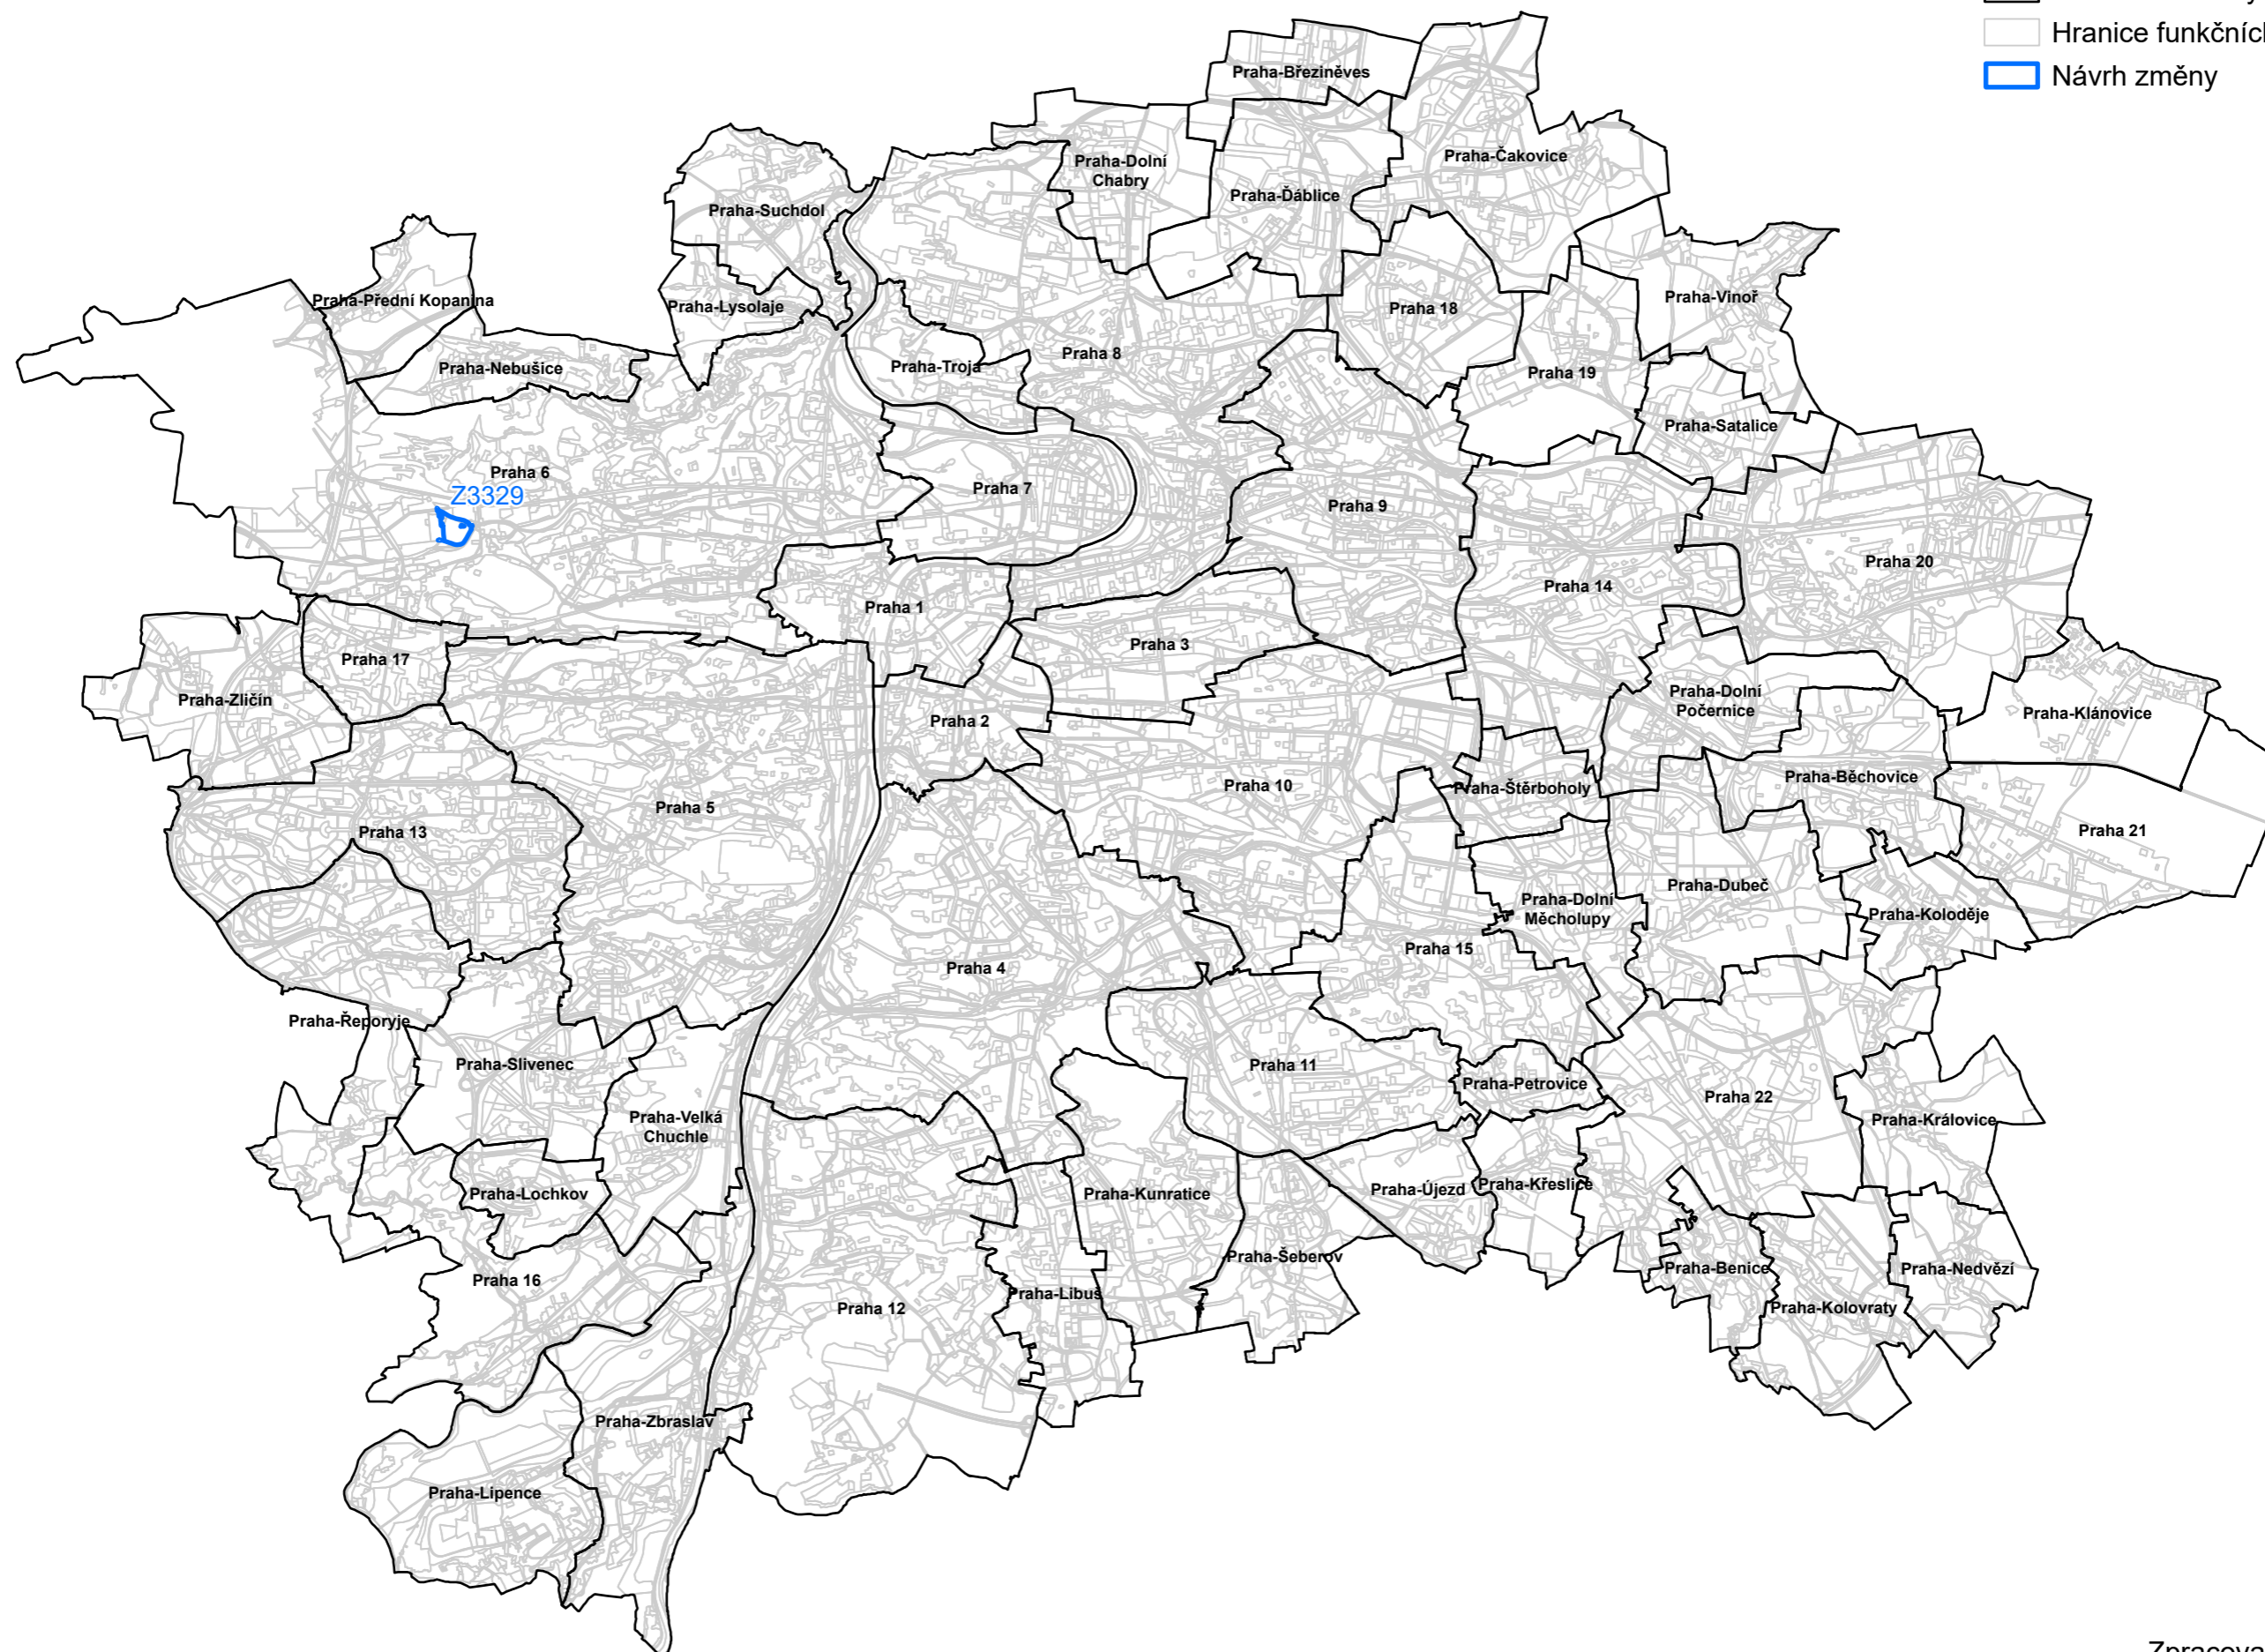 Hranice funkčních
Návrh změny
Praha-Březiněves
Praha-Čakovice
Praha-Dolní
Chabry
Praha-Ďáblice
Praha-Suchdol
Praha-Přední Kopanina
Praha-Lysolaje
Praha-Vinoř
Praha 18
Praha 8
Praha-Troja
Praha-Nebušice
Praha 19
Praha-Satalice
Praha 6
Z3329
Praha 7
Praha 9
Praha 20
Praha 14
Praha 1
Praha 3
Praha 17
Praha-Zličín
Praha-Dolní
Počernice
Praha-Klánovice
Praha 2
Praha-Běchovice
Praha 10
Praha-Štěrboholy
Praha 5
Praha 13
Praha 21
Praha-Dubeč
Praha-Dolní
Měcholupy
Praha-Koloděje
Praha 15
Praha 4
Praha-Řeporyje
Praha-Slivenec
Praha 11
Praha-Petrovice
Praha 22
Praha-Královice
Praha-Velká
Chuchle
Praha-Lochkov
Praha-Kunratice
Praha-Újezd
Praha-Křeslice
Praha-Šeberov
Praha-Benice
Praha-Nedvězí
Praha 16
Praha-Libuš
Praha 12
Praha-Kolovraty
Praha-Zbraslav
Praha-Lipence
Zpracova